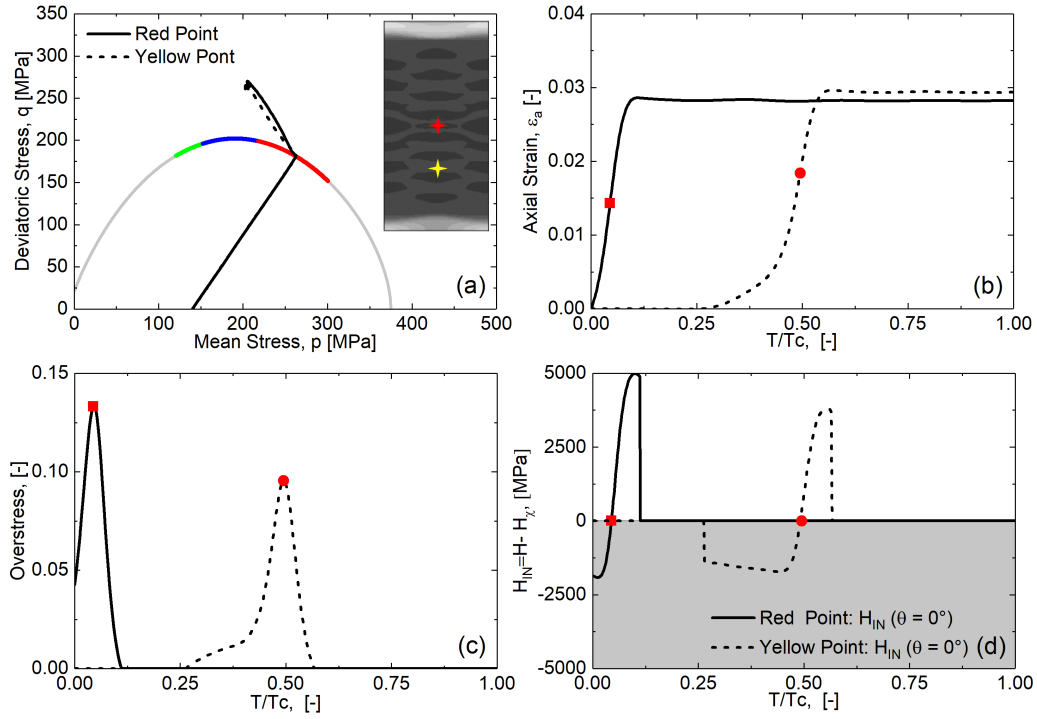 350
300
250
200
150
100
50
0
Deviatoric Stress, q [MPa]
Red Point
Yellow Pont
(a)
0 100 200 300 400 500
Mean Stress, p [MPa]
0.04
0.03
0.02
0.01
0.00
Axial Strain, εa [-]
(b)
0.00 0.25 0.50 0.75 1.00
T/Tc, [-]
0.15
0.10
0.05
0.00
Overstress, [-]
(c)
0.00 0.25 0.50 0.75 1.00
T/Tc, [-]
5000
2500
0
-2500
-5000
HIN=H- Hχ, [MPa]
Red Point: HIN (θ = 0°)
Yellow Point: HIN (θ = 0°)
(d)
0.00 0.25 0.50 0.75 1.00
T/Tc, [-]